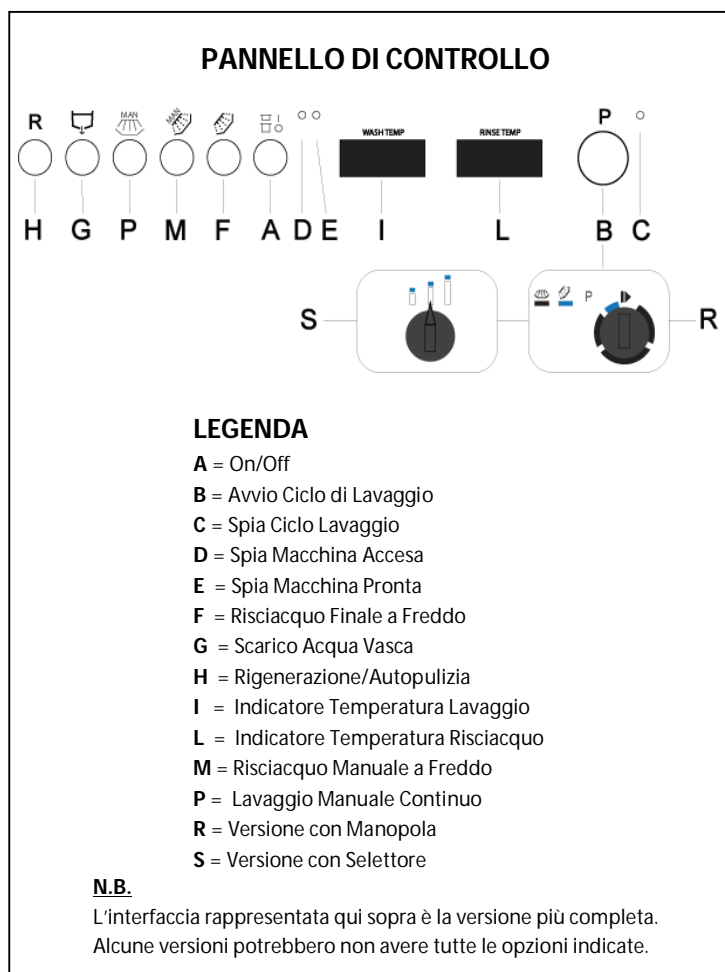 PANNELLO DI CONTROLLO
R MAN MAN P
WASH TEMP RINSE TEMP
H G P M F A D E I L B C
S P R
LEGENDA
A = On/Off
B = Avvio Ciclo di Lavaggio
C = Spia Ciclo Lavaggio
D = Spia Macchina Accesa
E = Spia Macchina Pronta
F = Risciacquo Finale a Freddo
G = Scarico Acqua Vasca
H = Rigenerazione/Autopulizia
I = Indicatore Temperatura Lavaggio
L = Indicatore Temperatura Risciacquo
M = Risciacquo Manuale a Freddo
P = Lavaggio Manuale Continuo
R = Versione con Manopola
S = Versione con Selettore
N.B.
L'interfaccia rappresentata qui sopra è la versione più completa.
Alcune versioni potrebbero non avere tutte le opzioni indicate.